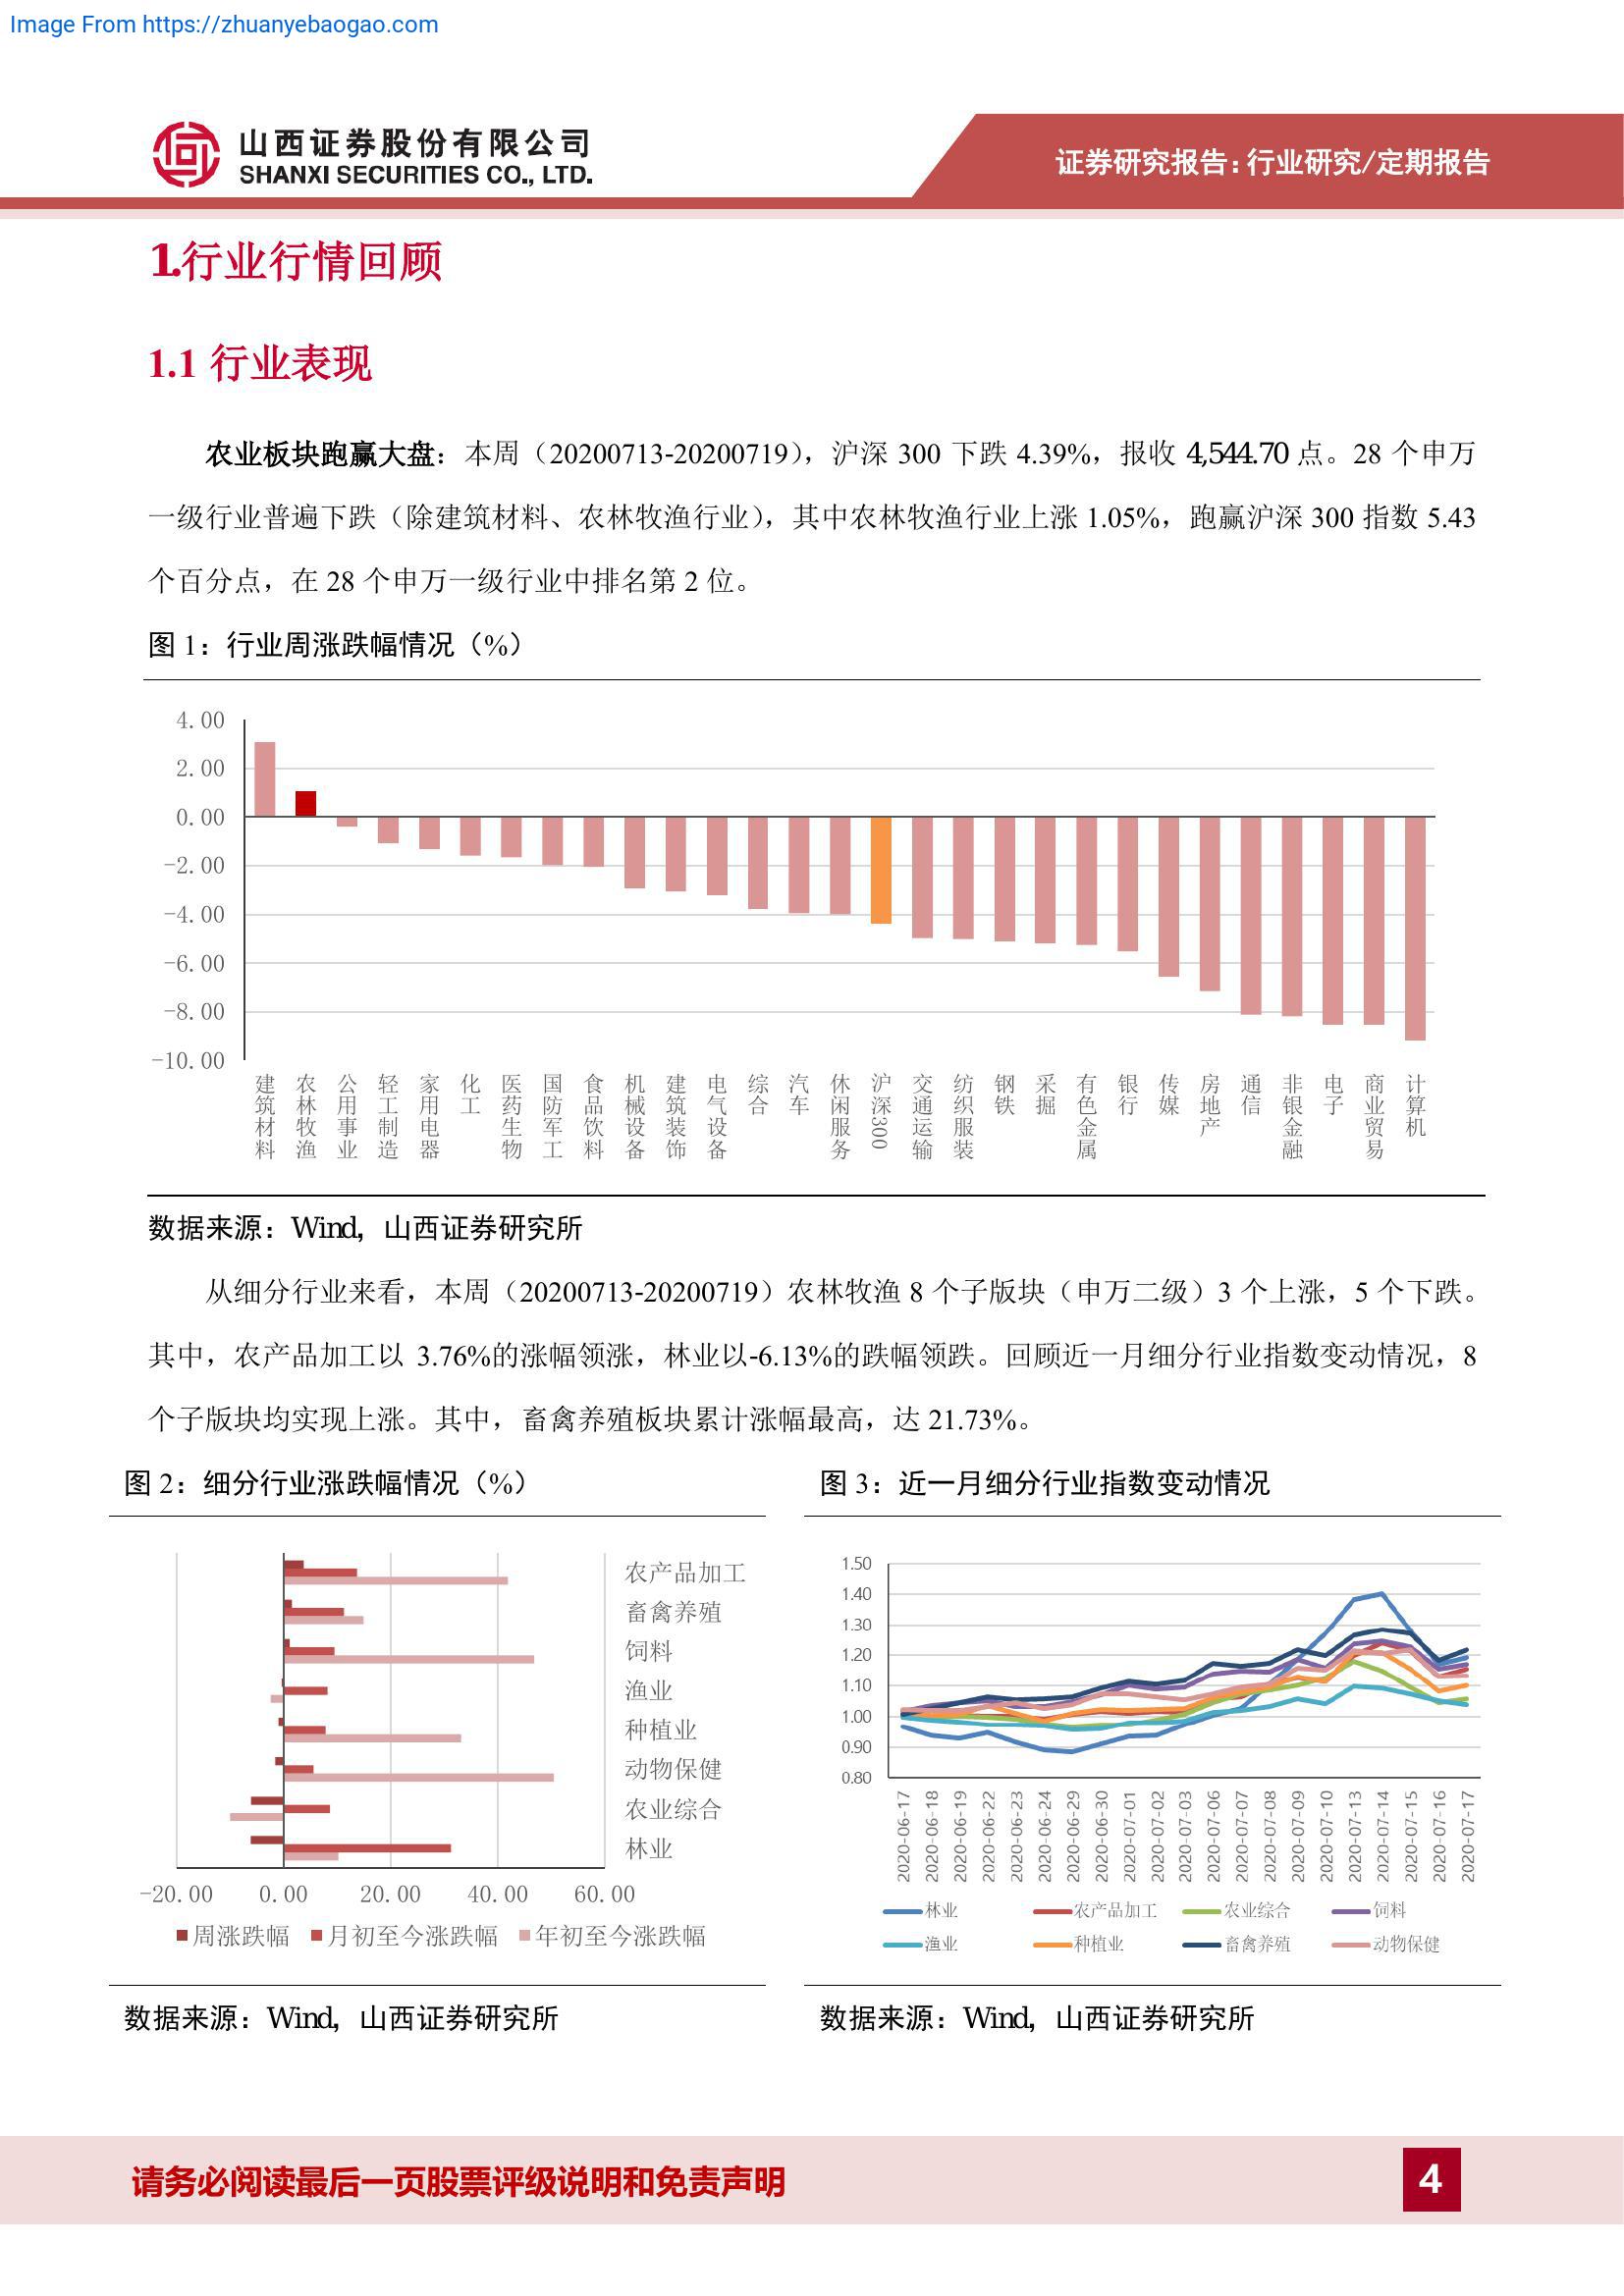 Image From https://zhuanyebaogao.com
山西证券股份有限公司
SHANXI SECURITIES CO., LTD.
证券研究报告:行业研究/定期报告
1.行业行情回顾
1.1 行业表现
农业板块跑赢大盘：本周（20200713-20200719），沪深 300 下跌 4.39%，报收 4,544.70 点。28 个申万
一级行业普遍下跌（除建筑材料、农林牧渔行业），其中农林牧渔行业上涨 1.05%，跑赢沪深 300 指数 5.43
个百分点，在 28 个申万一级行业中排名第 2 位。
图 1：行业周涨跌幅情况（%）
4.00
2.00
0.00
-2.00
-4.00
-6.00
-8.00
-10.00
建筑材料
农林牧渔
公用事业
轻工制造
家用电器
化工
医药生物
国防军工
食品饮料
机械设备
建筑装饰
电气设备
综合
汽车
休闲服务
沪深300
交通运输
纺织服装
钢铁
采掘
有色金属
银行
传媒
房地产
通信
非银金融
电子
商业贸易
计算机
数据来源：Wind，山西证券研究所
从细分行业来看，本周（20200713-20200719）农林牧渔 8 个子版块（申万二级）3 个上涨，5 个下跌。
其中，农产品加工以 3.76%的涨幅领涨，林业以-6.13%的跌幅领跌。回顾近一月细分行业指数变动情况，8
个子版块均实现上涨。其中，畜禽养殖板块累计涨幅最高，达 21.73%。
图 2：细分行业涨跌幅情况（%）
农产品加工
畜禽养殖
饲料
渔业
种植业
动物保健
农业综合
林业
-20.00 0.00 20.00 40.00 60.00
周涨跌幅 月初至今涨跌幅 年初至今涨跌幅
数据来源：Wind，山西证券研究所
图 3：近一月细分行业指数变动情况
1.50
1.40
1.30
1.20
1.10
1.00
0.90
0.80
2020-06-17
2020-06-18
2020-06-19
2020-06-22
2020-06-23
2020-06-24
2020-06-29
2020-06-30
2020-07-01
2020-07-02
2020-07-03
2020-07-06
2020-07-07
2020-07-08
2020-07-09
2020-07-10
2020-07-13
2020-07-14
2020-07-15
2020-07-16
2020-07-17
林业 农产品加工 农业综合 饲料
渔业 种植业 畜禽养殖 动物保健
数据来源：Wind，山西证券研究所
请务必阅读最后一页股票评级说明和免责声明
4